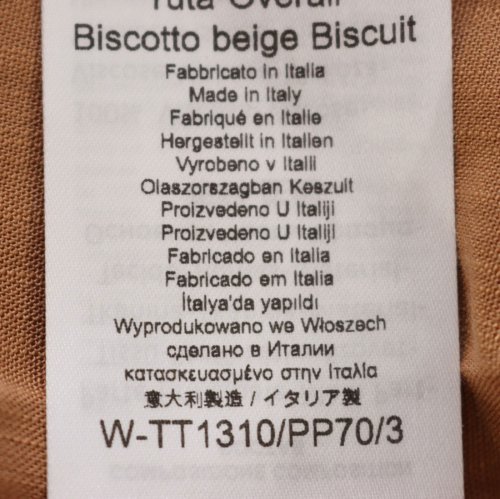 Tuta-Overall
Biscotto beige Biscuit
Fabbricato in Italia
Made in Italy
Fabriqué en Italie
Hergestellt in Italien
Vyrobeno v Italli
Olaszorszagban Keszult
Proizvedeno U Italiji
Proizvedeno U Italiji
Fabricado en Italia
Fabricado em Italia
İtalya'da yapıldı
Wyprodukowano we Włoszech
сделано в Италии
κατασκευασμένο στην Ιταλία
意大利製造 / イタリア製
W-TT1310/PP70/3